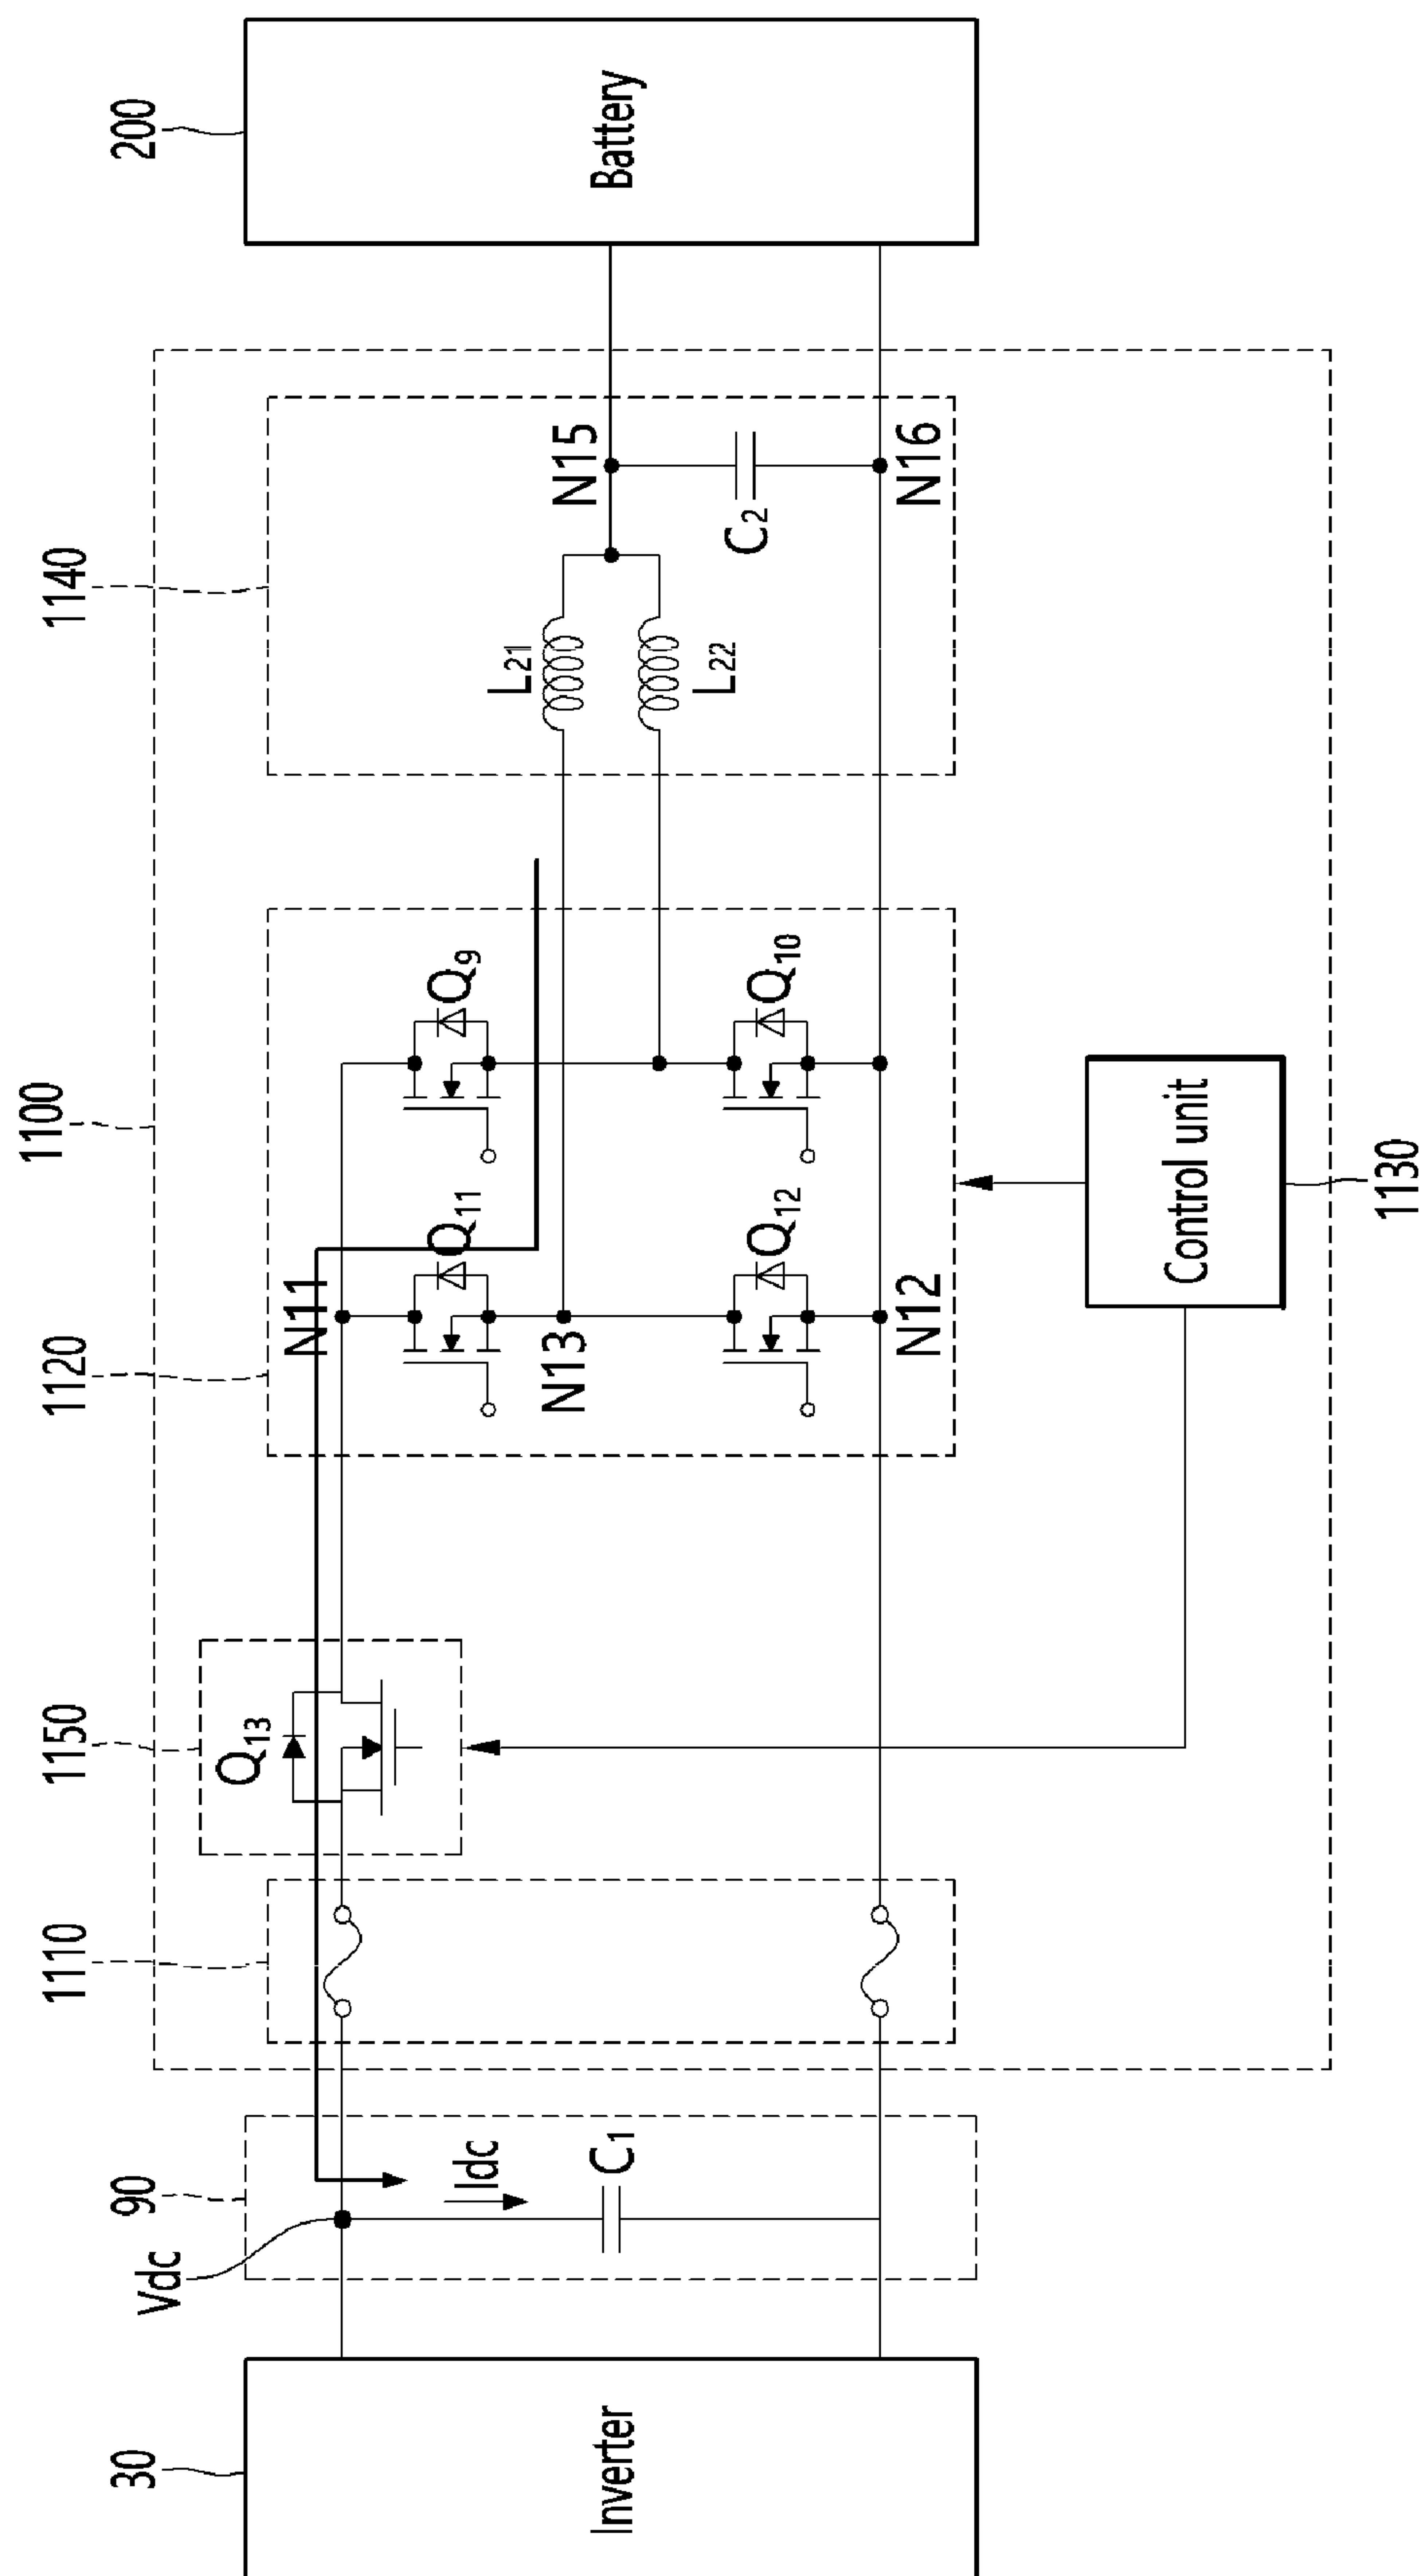 200
Battery
1140
N15
N16
C2
L21
L22
1100
Q9
Q10
1120
N11
Q11
Q12
N13
N12
Control unit
1130
1150
Q13
1110
90
Vdc
Idc
C1
30
Inverter